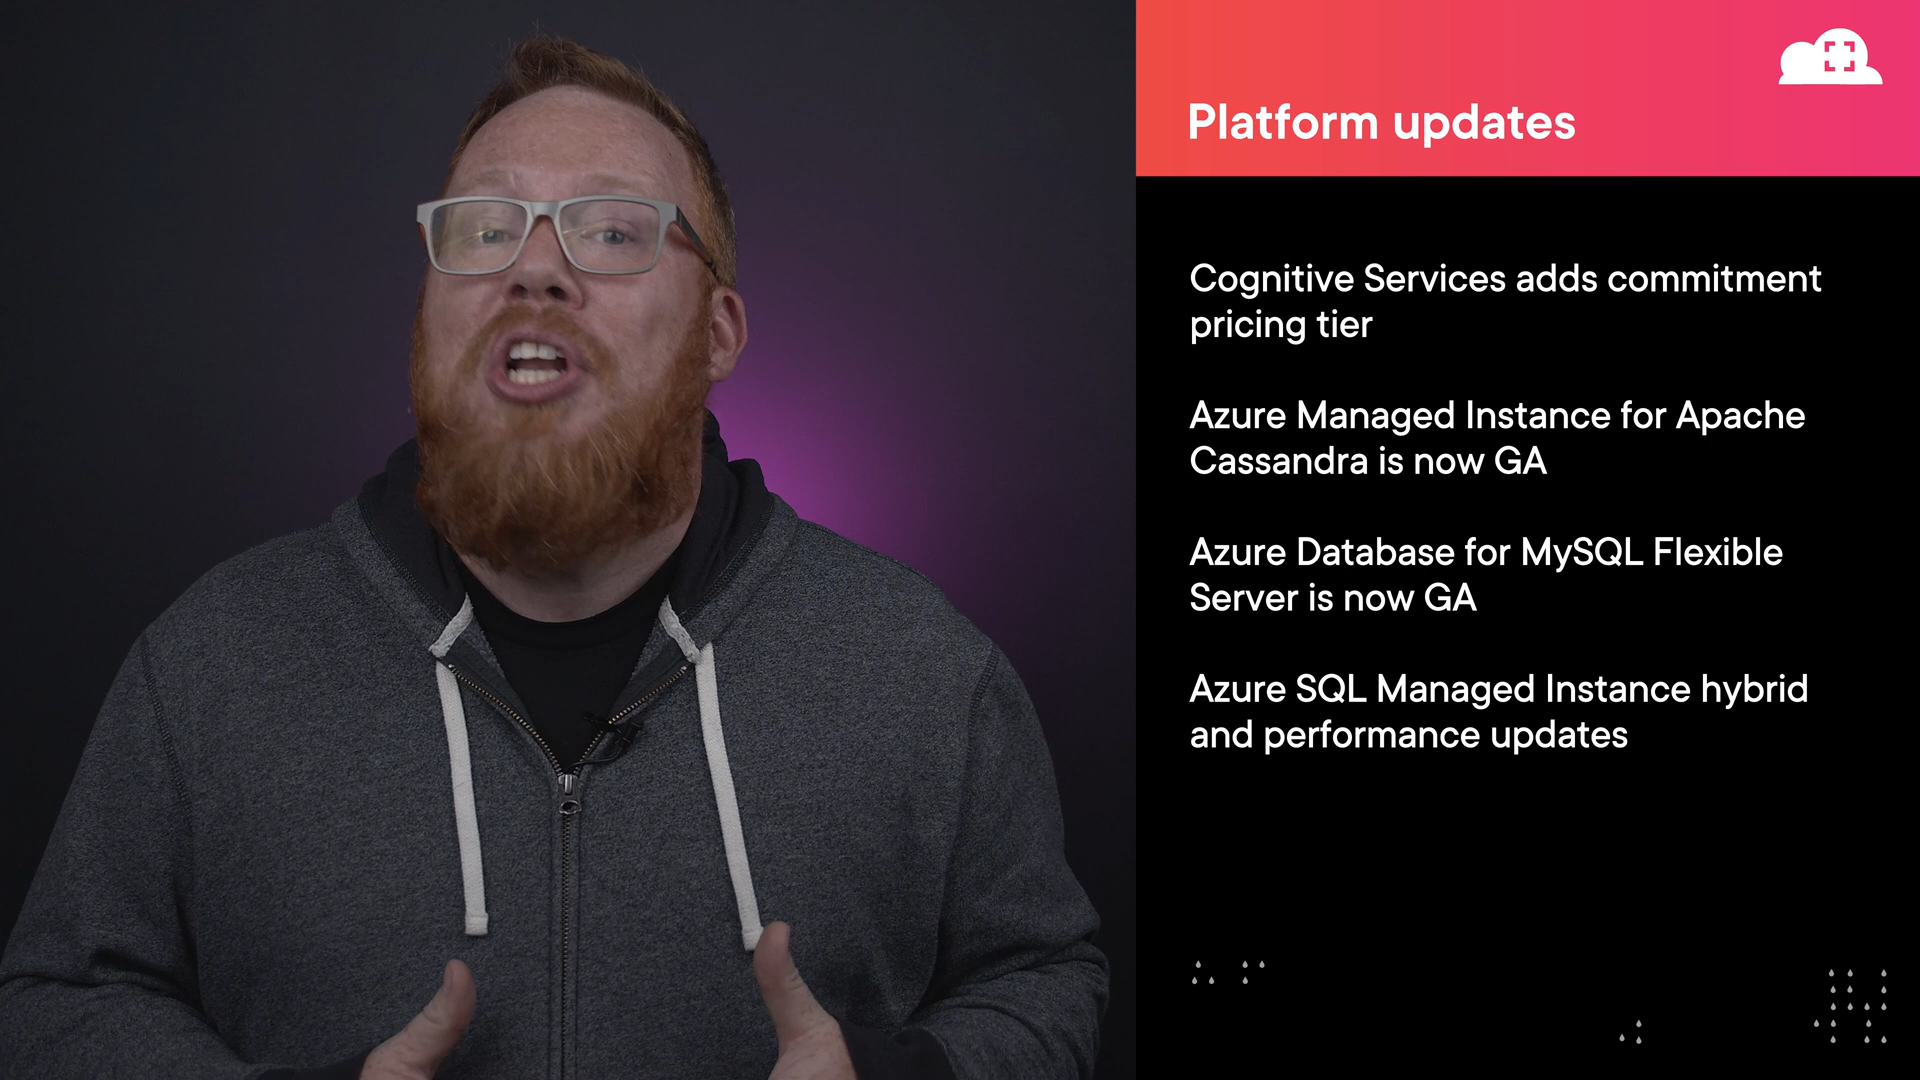 Platform updates
Cognitive Services adds commitment
pricing tier
Azure Managed Instance for Apache
Cassandra is now GA
Azure Database for MySQL Flexible
Server is now GA
Azure SQL Managed Instance hybrid
and performance updates